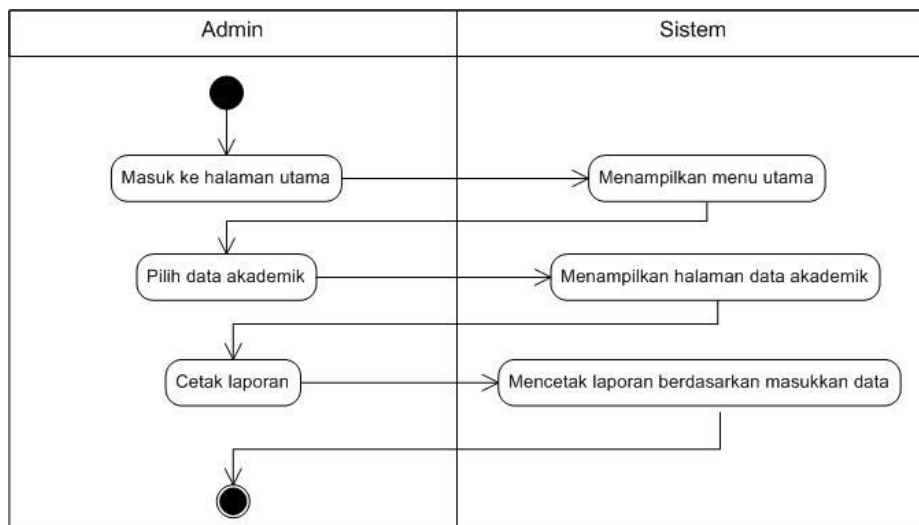 Admin
Sistem
Masuk ke halaman utama
Menampilkan menu utama
Pilih data akademik
Menampilkan halaman data akademik
Cetak laporan
Mencetak laporan berdasarkan masukkan data